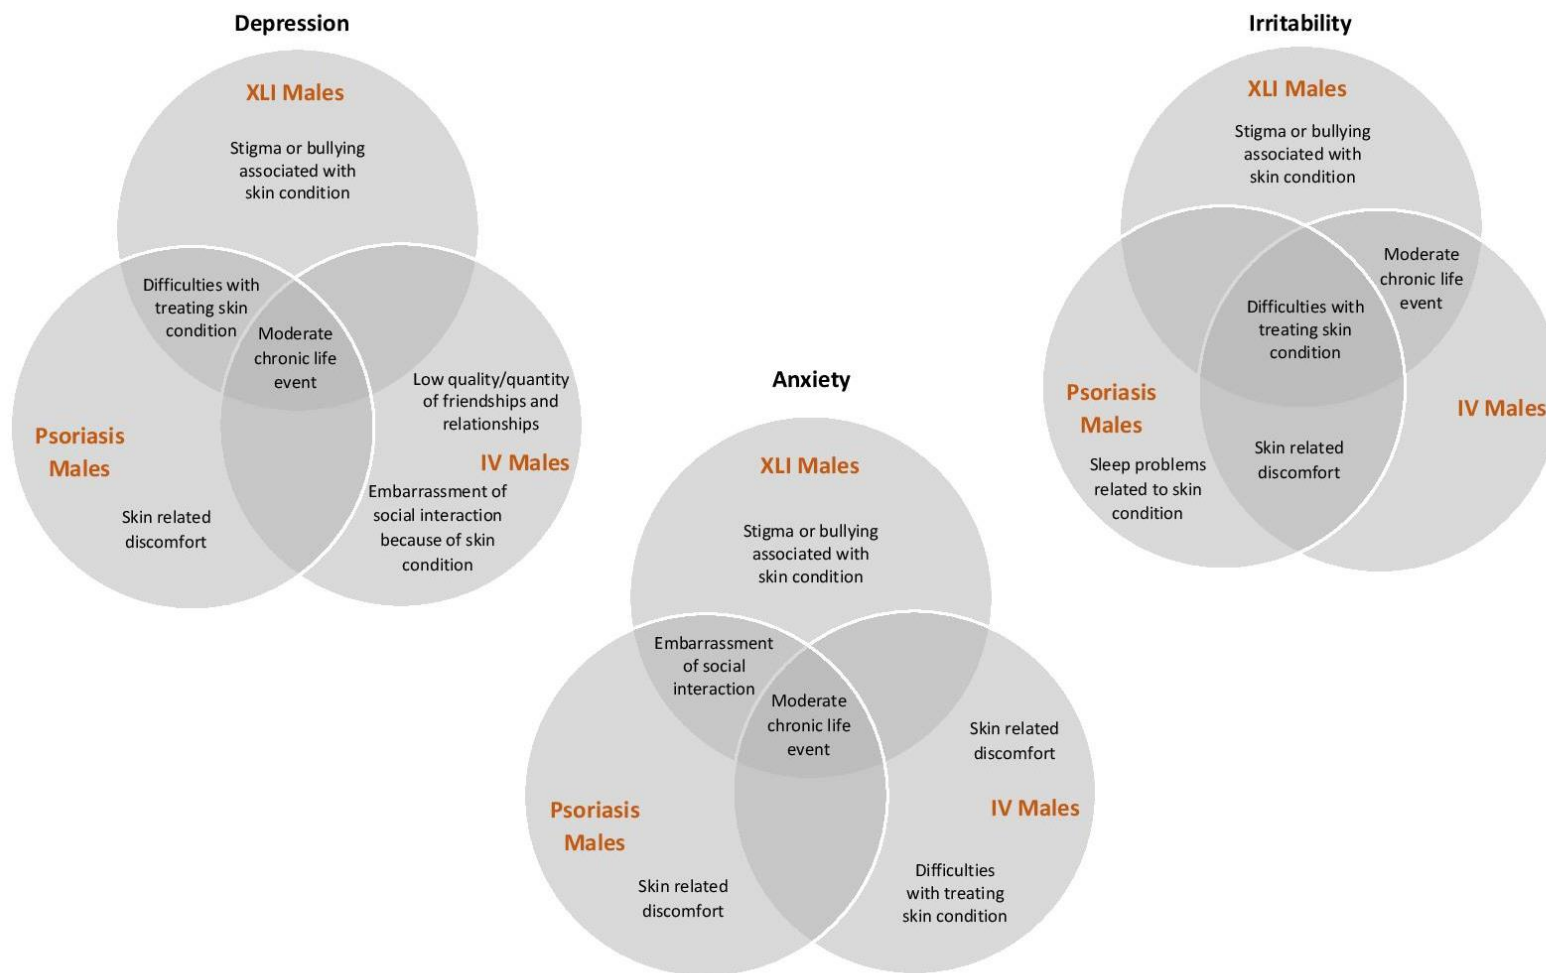 Depression
XLI Males
Stigma or bullying
associated with
skin condition
Difficulties with
treating skin
condition
Moderate
chronic life
event
Low quality/quantity
of friendships and
relationships
Psoriasis
Males
IV Males
Skin related
discomfort
Embarrassment of
social interaction
because of skin
condition
Anxiety
XLI Males
Stigma or bullying
associated with
skin condition
Embarrassment
of social
interaction
Moderate
chronic life
event
Skin related
discomfort
Psoriasis
Males
IV Males
Skin related
discomfort
Difficulties
with treating
skin condition
Irritability
XLI Males
Stigma or bullying
associated with
skin condition
Moderate
chronic life
event
Difficulties with
treating skin
condition
Psoriasis
Males
IV Males
Sleep problems
related to skin
condition
Skin related
discomfort